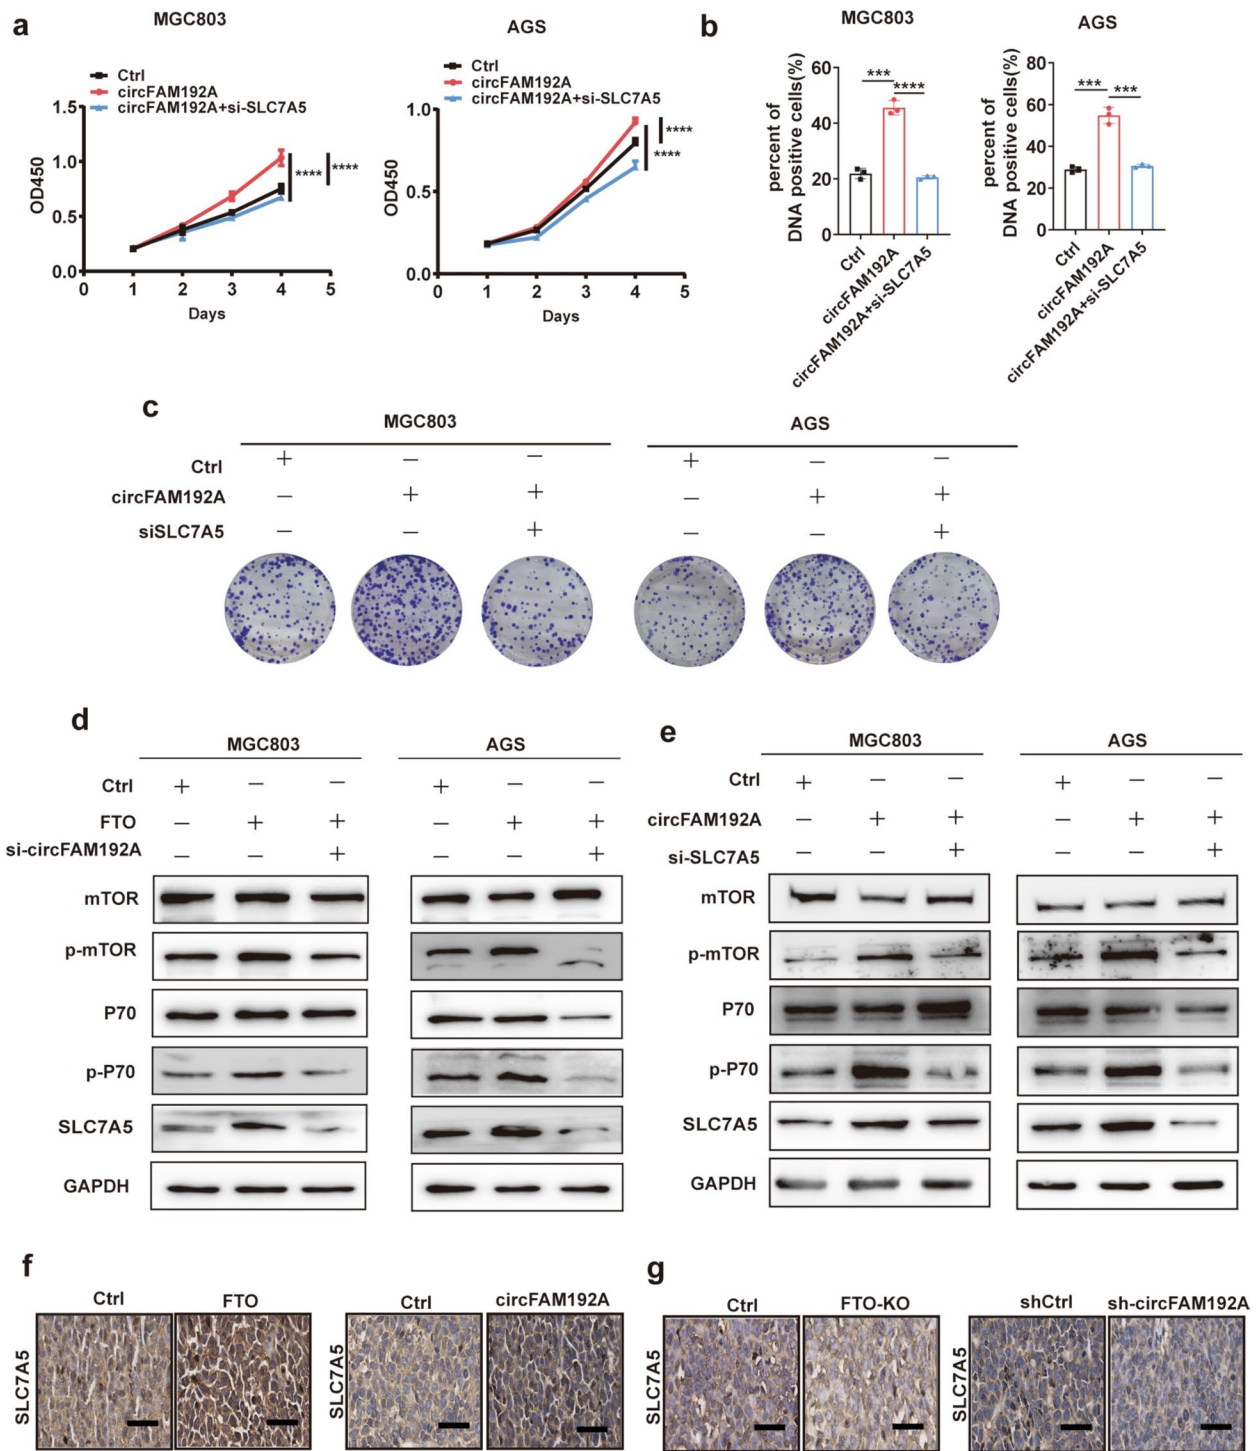 a
MGC803
Ctrl
circFAM192A
circFAM192A+si-SLC7A5
OD450
1.5
1.0
0.5
0.0
0 1 2 3 4 5
Days
**** ****
AGS
Ctrl
circFAM192A
circFAM192A+si-SLC7A5
OD450
1.0
0.5
0.0
0 1 2 3 4 5
Days
****
****
b
MGC803
percent of
DNA positive cells(%)
60
40
20
0
*** ****
Ctrl
circFAM192A
circFAM192A+si-SLC7A5
AGS
percent of
DNA positive cells(%)
80
60
40
20
0
*** ***
Ctrl
circFAM192A
circFAM192A+si-SLC7A5
c
MGC803 AGS
Ctrl + — — + — —
circFAM192A — + + — + +
siSLC7A5 — — + — — +
d
MGC803 AGS
Ctrl + — — + — —
FTO — + + — + +
si-circFAM192A — — + — — +
mTOR
p-mTOR
P70
p-P70
SLC7A5
GAPDH
e
MGC803 AGS
Ctrl + — — + — —
circFAM192A — + + — + +
si-SLC7A5 — — + — — +
mTOR
p-mTOR
P70
p-P70
SLC7A5
GAPDH
f
Ctrl FTO Ctrl circFAM192A
SLC7A5 SLC7A5
g
Ctrl FTO-KO shCtrl sh-circFAM192A
SLC7A5 SLC7A5